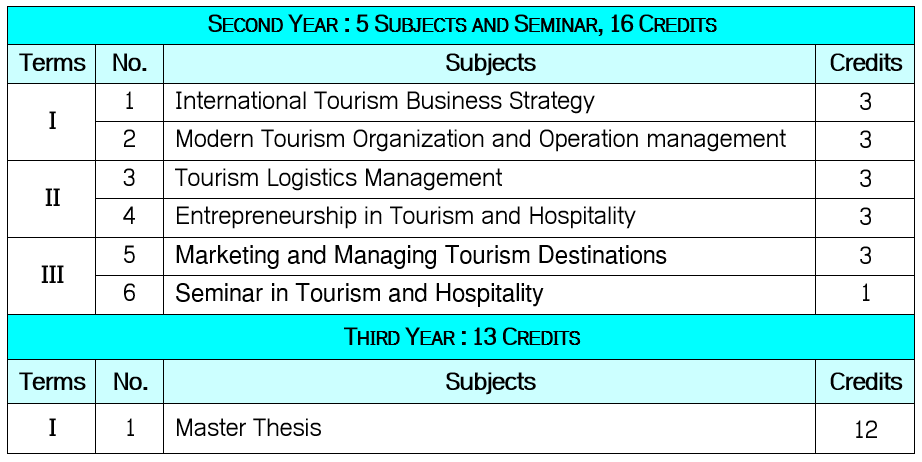 SECOND YEAR : 5 SUBJECTS AND SEMINAR, 16 CREDITS
Terms No. Subjects Credits
I 1 International Tourism Business Strategy 3
2 Modern Tourism Organization and Operation management 3
II 3 Tourism Logistics Management 3
4 Entrepreneurship in Tourism and Hospitality 3
III 5 Marketing and Managing Tourism Destinations 3
6 Seminar in Tourism and Hospitality 1
THIRD YEAR : 13 CREDITS
Terms No. Subjects Credits
I 1 Master Thesis 12